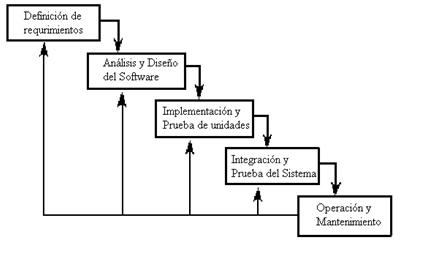 Definición de
requrimientos
Análisis y Diseño
del Software
Implementación y
Prueba de unidades
Integración y
Prueba del Sistema
Operación y
Mantenimiento